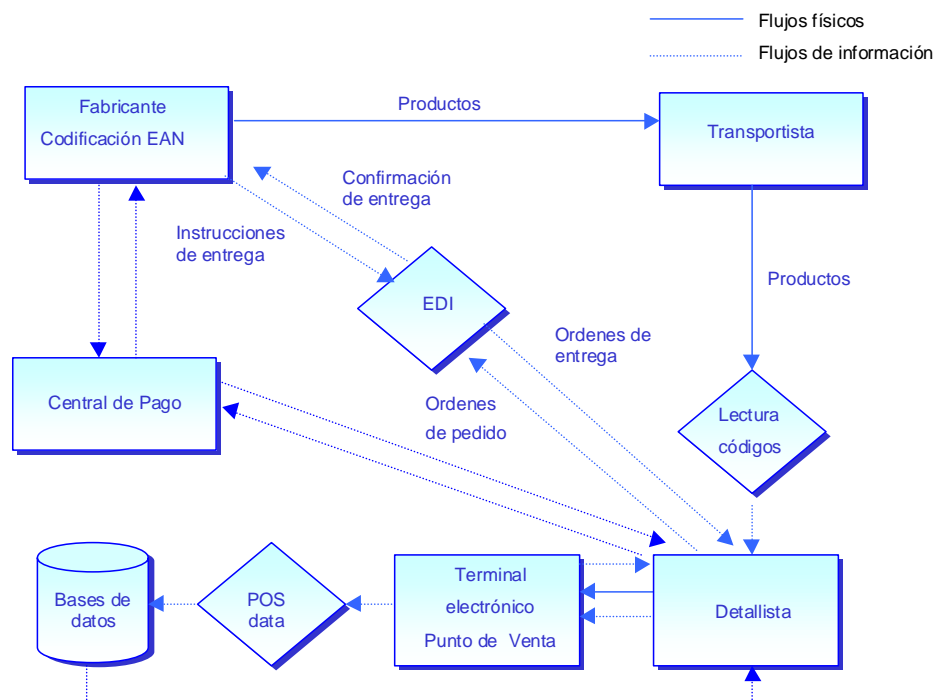 Flujos físicos
Flujos de información
Fabricante
Codificación EAN
Productos
Transportista
Confirmación
de entrega
Instrucciones
de entrega
Productos
EDI
Ordenes de
entrega
Central de Pago
Ordenes
de pedido
Lectura
códigos
Bases de
datos
POS
data
Terminal
electrónico
Punto de Venta
Detallista